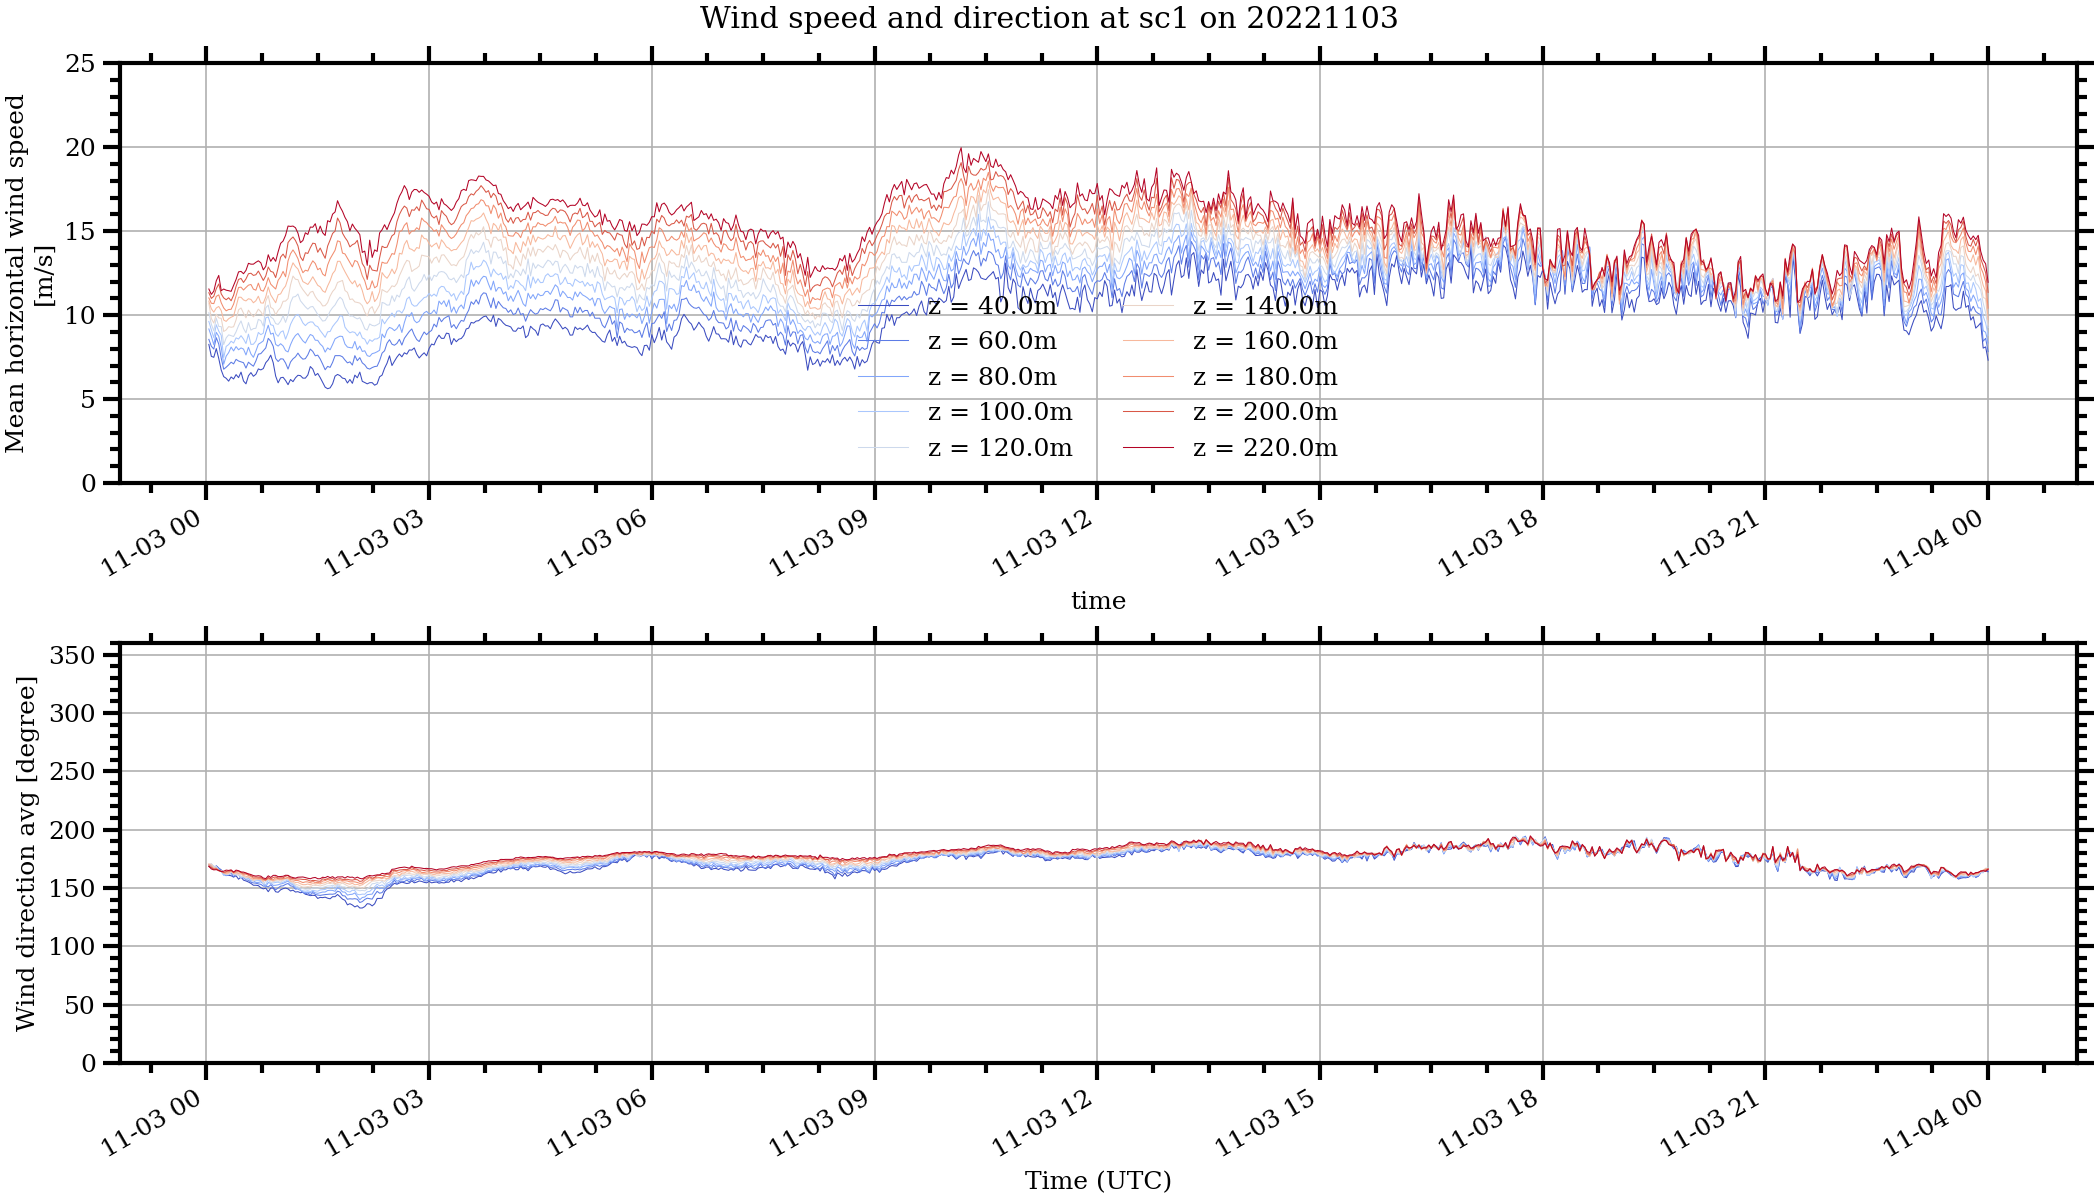 Wind speed and direction at sc1 on 20221103
Mean horizontal wind speed
[m/s]
25
20
15
10
5
0
z = 40.0m
z = 60.0m
z = 80.0m
z = 100.0m
z = 120.0m
z = 140.0m
z = 160.0m
z = 180.0m
z = 200.0m
z = 220.0m
11-03 00
11-03 03
11-03 06
11-03 09
11-03 12
11-03 15
11-03 18
11-03 21
11-04 00
time
Wind direction avg [degree]
350
300
250
200
150
100
50
0
11-03 00
11-03 03
11-03 06
11-03 09
11-03 12
11-03 15
11-03 18
11-03 21
11-04 00
Time (UTC)